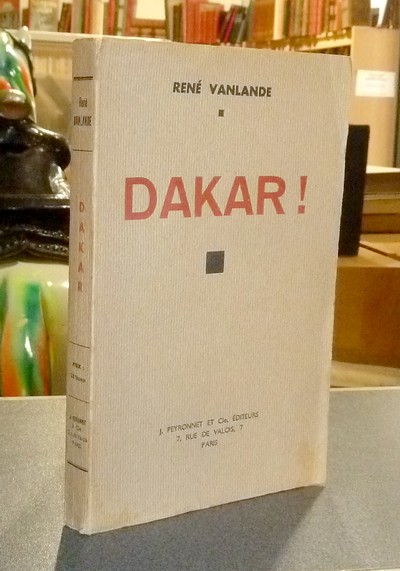 RENÉ VANLANDE
DAKAR !
J. PEYRONNET ET Cie, ÉDITEURS
7, RUE DE VALOIS, 7
PARIS
René
VANLANDE
DAKAR